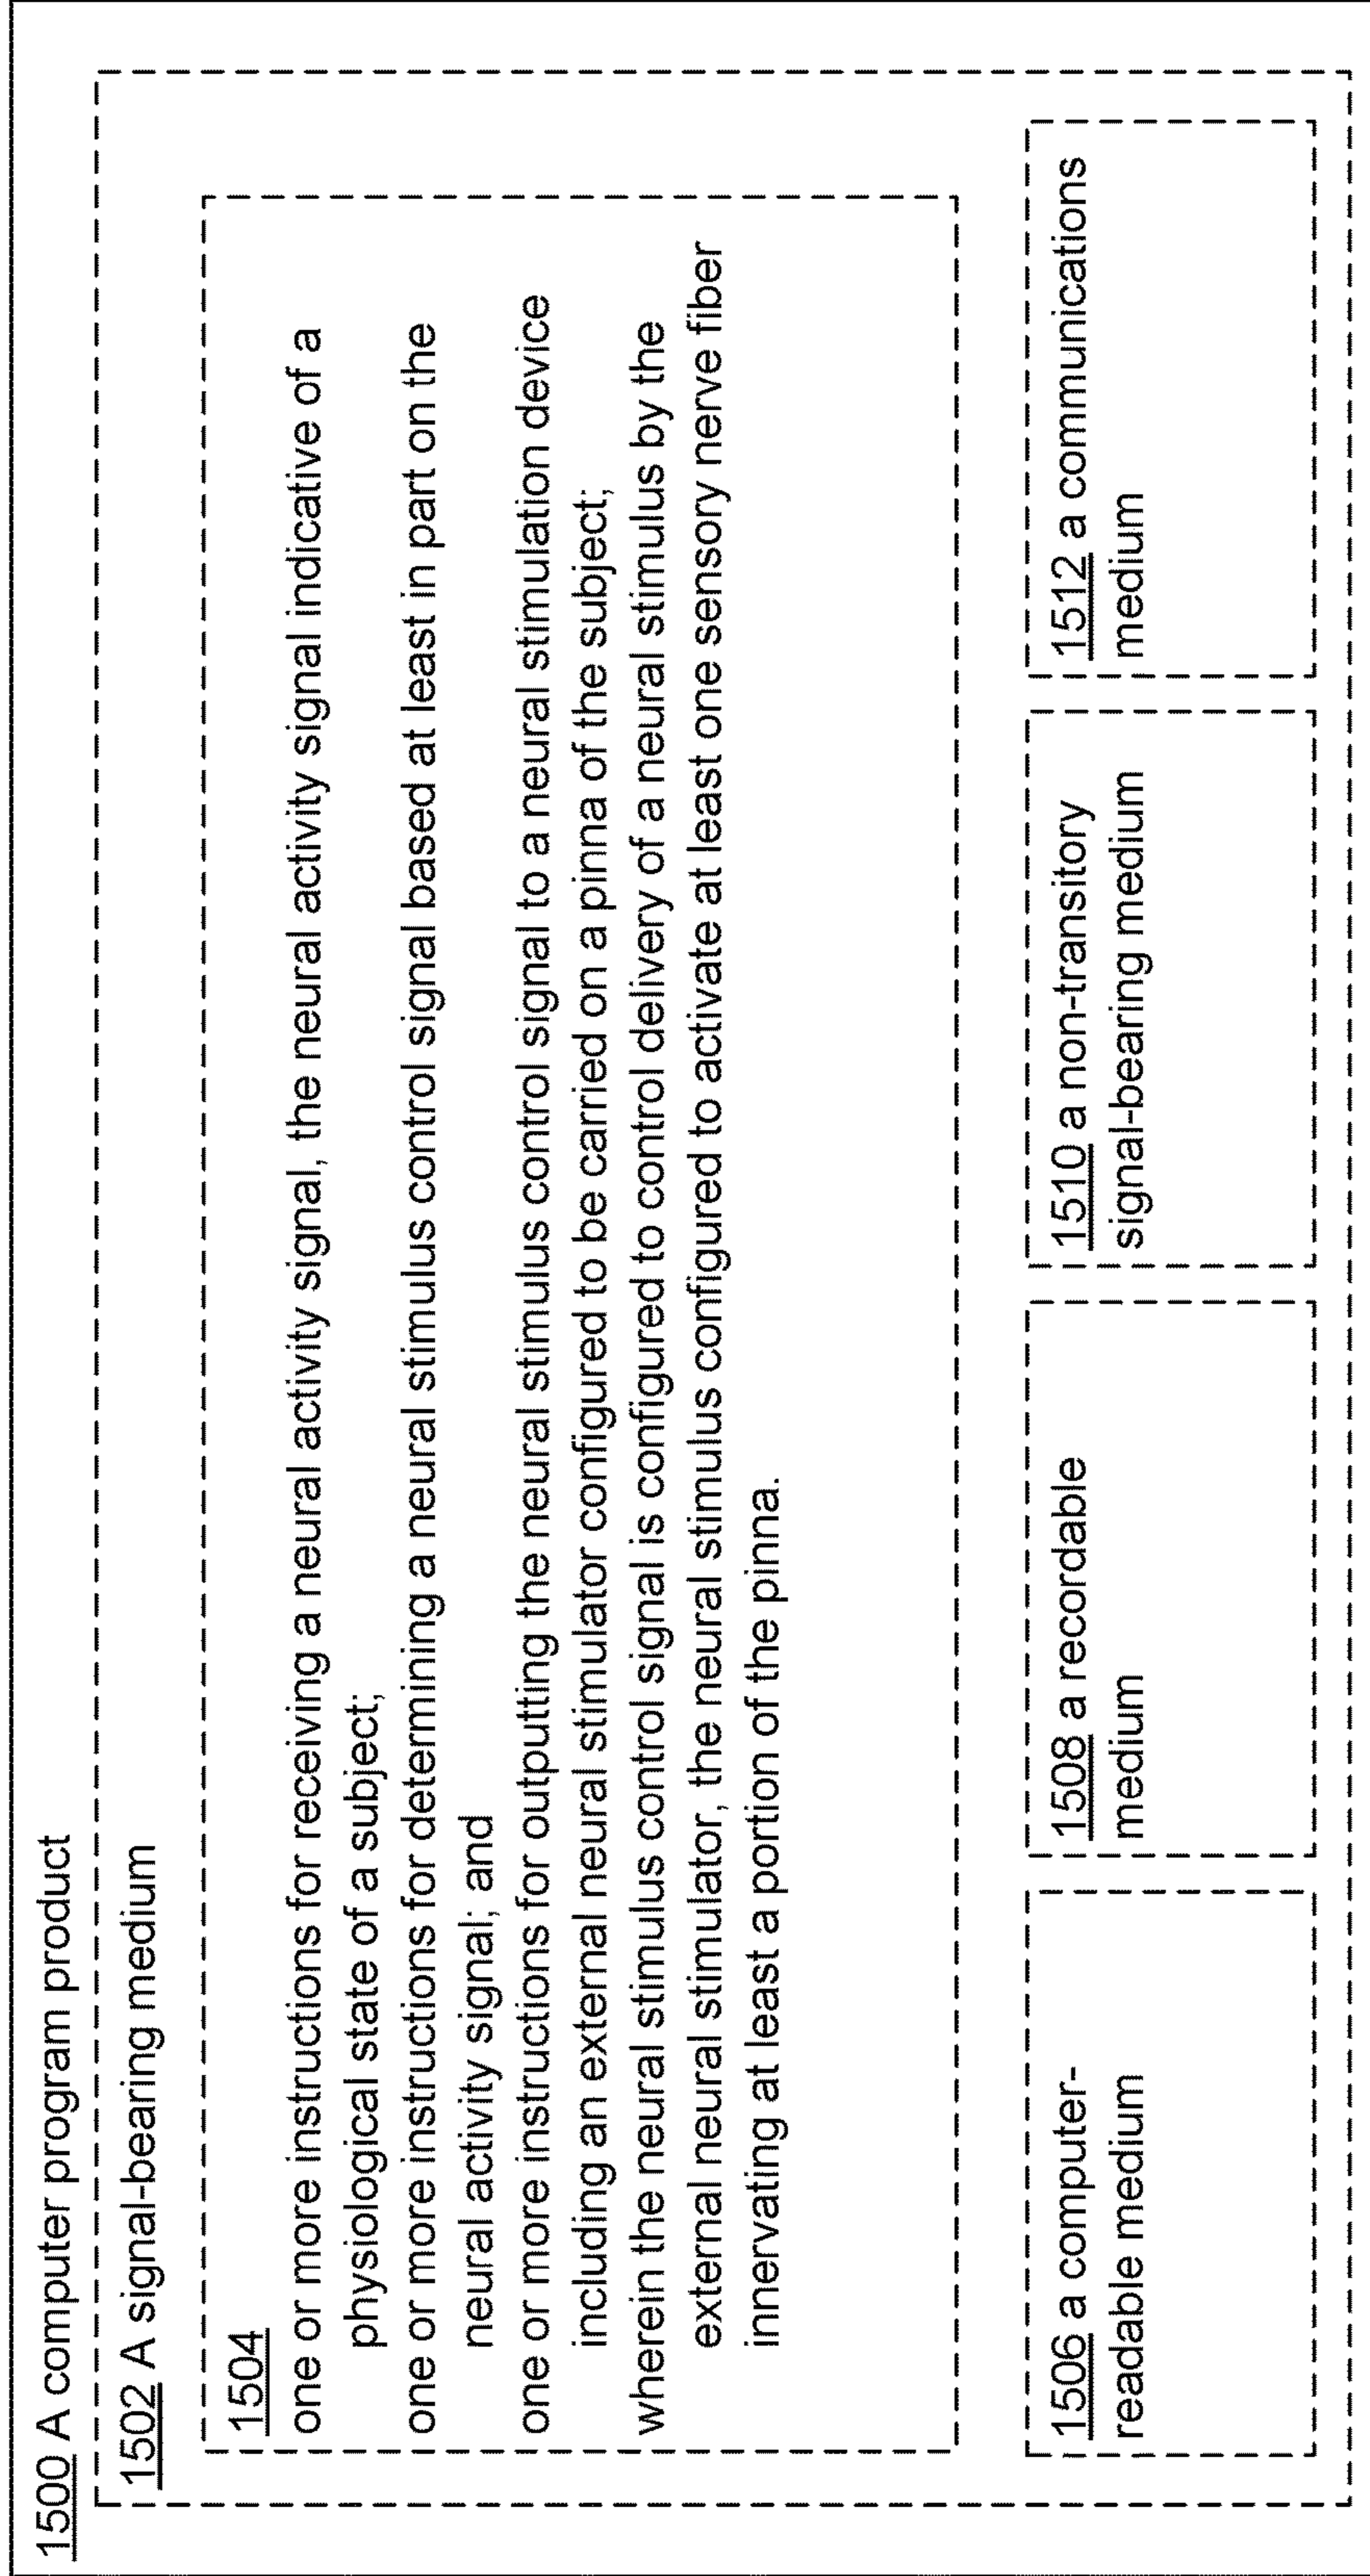 1500 A computer program product
1502 A signal-bearing medium
1504
one or more instructions for receiving a neural activity signal, the neural activity signal indicative of a
physiological state of a subject;
one or more instructions for determining a neural stimulus control signal based at least in part on the
neural activity signal; and
one or more instructions for outputting the neural stimulus control signal to a neural stimulation device
including an external neural stimulator configured to be carried on a pinna of the subject;
wherein the neural stimulus control signal is configured to control delivery of a neural stimulus by the
external neural stimulator, the neural stimulus configured to activate at least one sensory nerve fiber
innervating at least a portion of the pinna.
1506 a computer-
readable medium
1508 a recordable
medium
1510 a non-transitory
signal-bearing medium
1512 a communications
medium